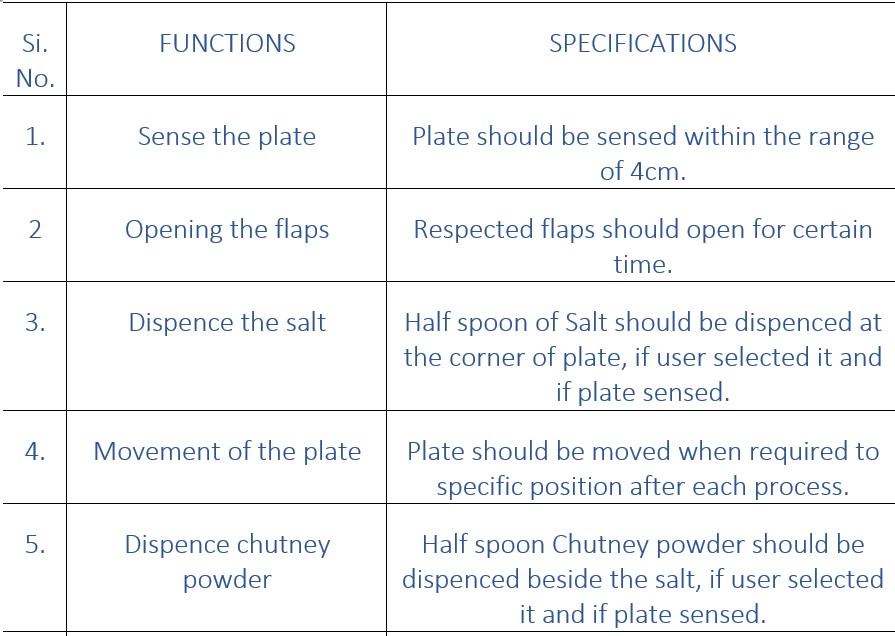 Si. No. FUNCTIONS SPECIFICATIONS
1. Sense the plate Plate should be sensed within the range
of 4cm.
2 Opening the flaps Respected flaps should open for certain
time.
3. Dispence the salt Half spoon of Salt should be dispenced at
the corner of plate, if user selected it and
if plate sensed.
4. Movement of the plate Plate should be moved when required to
specific position after each process.
5. Dispence chutney powder Half spoon Chutney powder should be
dispenced beside the salt, if user selected
it and if plate sensed.